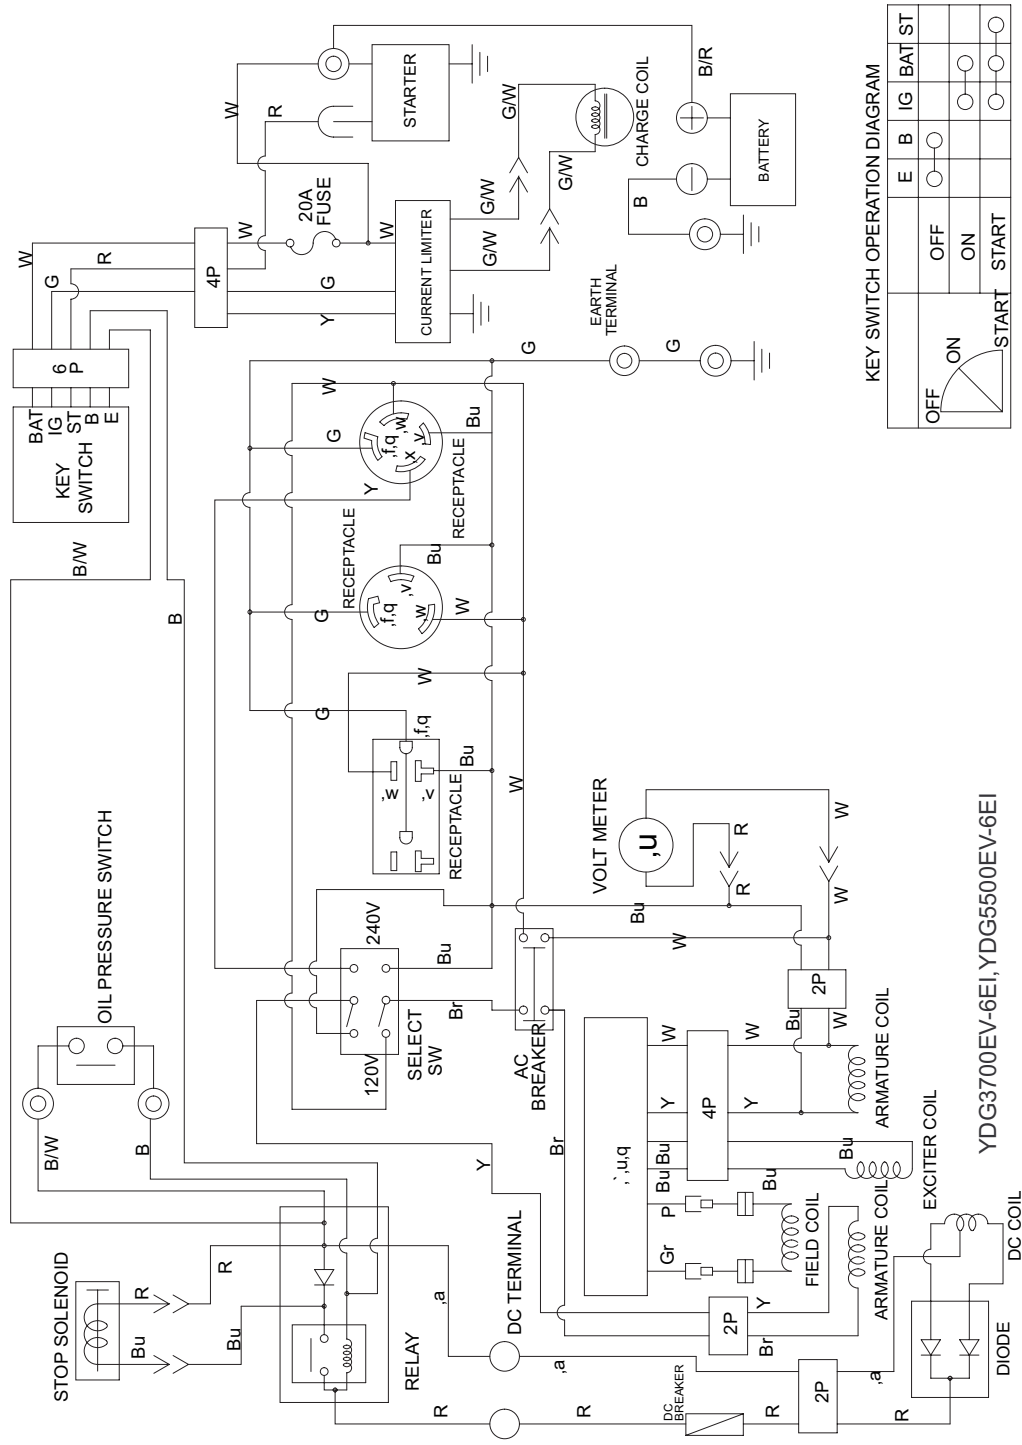 STOP SOLENOID
Bu
R
B/W
B
OIL PRESSURE SWITCH
KEY
SWITCH
BAT
IG
ST
B
E
6
P
B/W
B
W
G
R
4P
W
R
W
STARTER
R
Bu
RELAY
,a
R
120V
240V
SELECT
SW
Br
Bu
G
G
G
Y
W
Y
G
20A
FUSE
W
W
CURRENT LIMITER
,w
,v
,f,q
RECEPTACLE
Bu
W
RECEPTACLE
,f,q
,v
,w
Bu
W
RECEPTACLE
,f,q
,w
,x
,v
Bu
G/W
G/W
G/W
G/W
CHARGE COIL
B/R
Y
DC TERMINAL
AC
BREAKER
W
G
G
EARTH
TERMINAL
B
BATTERY
R
,a
Br
`,,u,q
VOLT METER
,u
R
R
W
W
Bu
W
DC
BREAKER
R
Gr
P
Bu
Bu
Y
W
2P
Br
Y
4P
Bu
Y
W
Bu
W
2P
FIELD COIL
Bu
2P
,a
R
ARMATURE COIL
ARMATURE COIL
EXCITER COIL
DIODE
DC COIL
YDG3700EV-6EI,YDG5500EV-6EI
KEY SWITCH OPERATION DIAGRAM
E B IG BAT ST
OFF
ON
START
OFF
ON
START